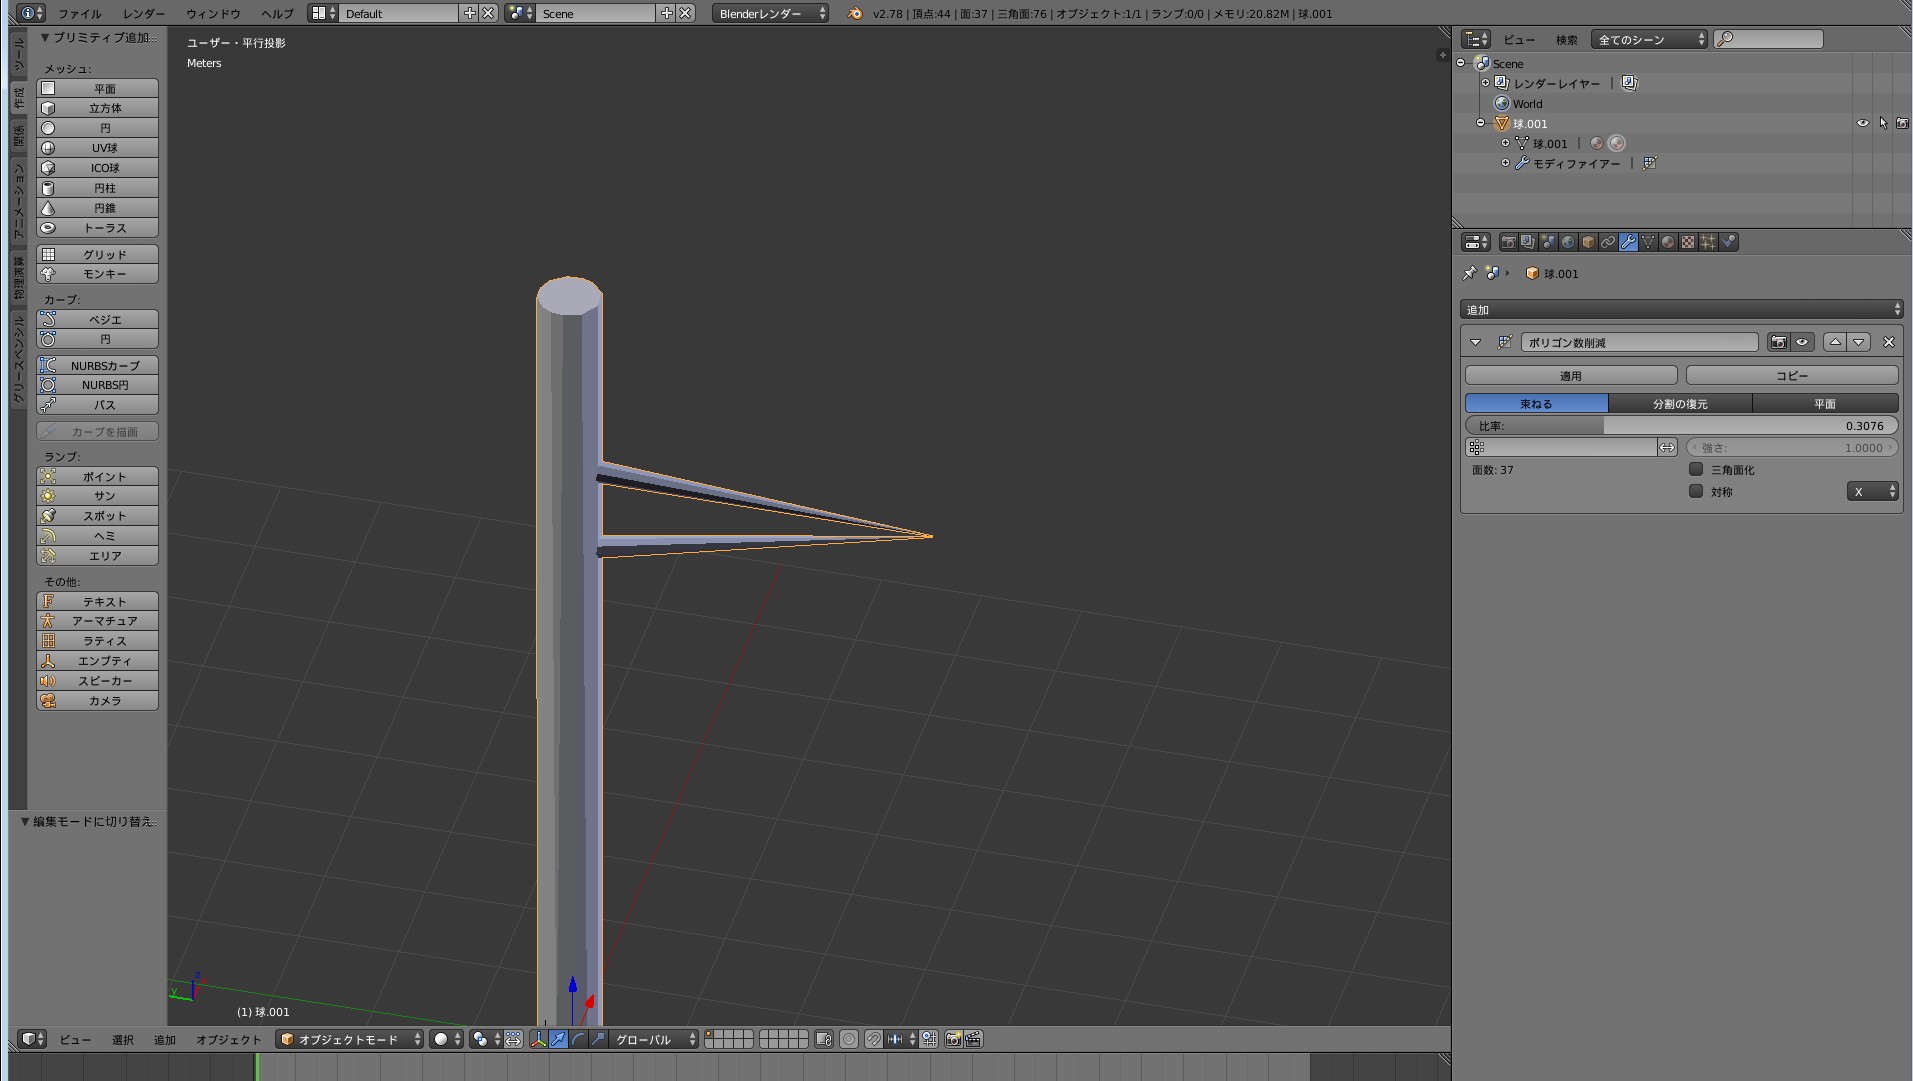 ファイル レンダー ウィンドウ ヘルプ Default Scene Blenderレンダー v2.78 | 頂点:44 | 面:37 | 三角面:76 | オブジェクト:1/1 | ランプ:0/0 | メモリ:20.82M | 球.001
ツール
作成
関係
アニメーション
物理演算
グリースペンシル
プリミティブ追加
メッシュ:
平面
立方体
円
UV球
ICO球
円柱
円錐
トーラス
グリッド
モンキー
カーブ:
ベジエ
円
NURBSカーブ
NURBS円
パス
カーブを描画
ランプ:
ポイント
サン
スポット
ヘミ
エリア
その他:
テキスト
アーマチュア
ラティス
エンプティ
スピーカー
カメラ
編集モードに切り替え
ユーザー・平行投影
Meters
z
y
(1) 球.001
ビュー 選択 追加 オブジェクト オブジェクトモード グローバル
ビュー 検索 全てのシーン
Scene
レンダーレイヤー |
World
球.001
球.001 |
モディファイアー |
球.001
追加
ポリゴン数削減
適用 コピー
束ねる 分割の復元 平面
比率: 0.3076
強さ: 1.0000
面数: 37 三角面化
対称 X